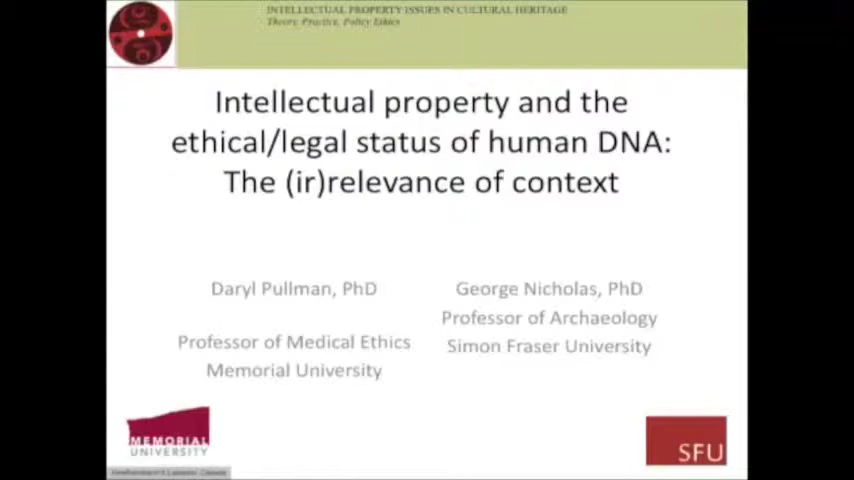 INTELLECTUAL PROPERTY ISSUES IN CULTURAL HERITAGE
Theory, Practice, Policy Ethics
Intellectual property and the
ethical/legal status of human DNA:
The (ir)relevance of context
Daryl Pullman, PhD
Professor of Medical Ethics
Memorial University
George Nicholas, PhD
Professor of Archaeology
Simon Fraser University
MEMORIAL
UNIVERSITY
SFU